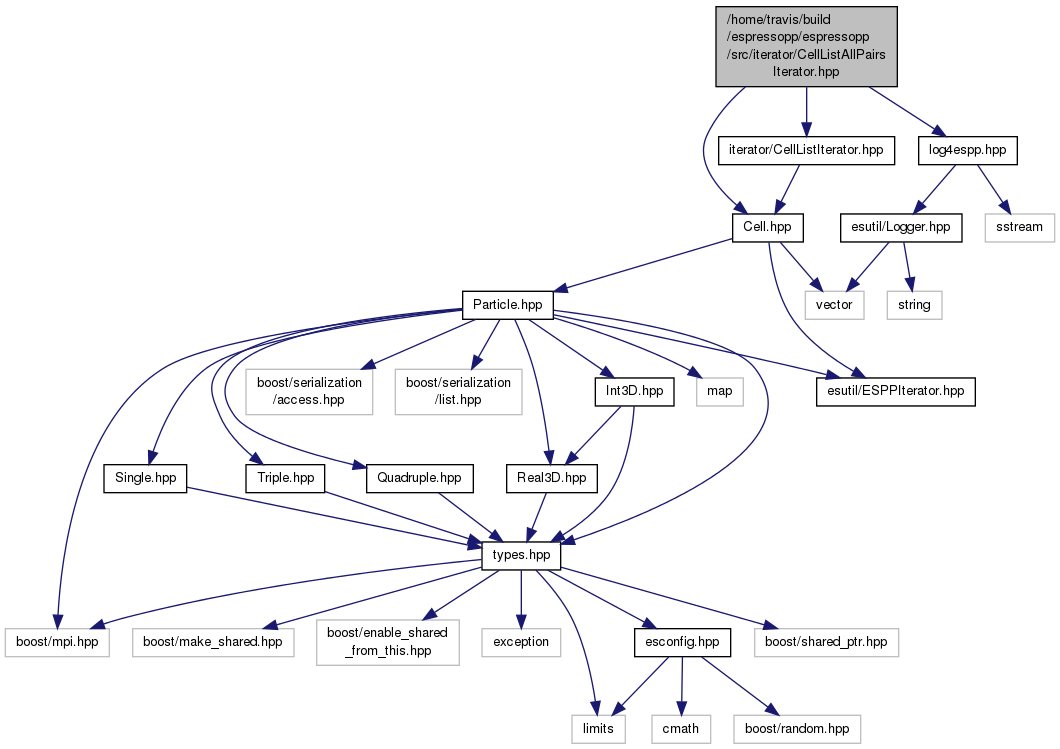 /home/travis/build
/espressopp/espressopp
/src/iterator/CellListAllPairs
Iterator.hpp
iterator/CellListIterator.hpp
log4espp.hpp
Cell.hpp
esutil/Logger.hpp
sstream
Particle.hpp
vector
string
boost/serialization
/access.hpp
boost/serialization
/list.hpp
Int3D.hpp
map
esutil/ESPPIterator.hpp
Single.hpp
Triple.hpp
Quadruple.hpp
Real3D.hpp
types.hpp
boost/mpi.hpp
boost/make_shared.hpp
boost/enable_shared
_from_this.hpp
exception
esconfig.hpp
boost/shared_ptr.hpp
limits
cmath
boost/random.hpp